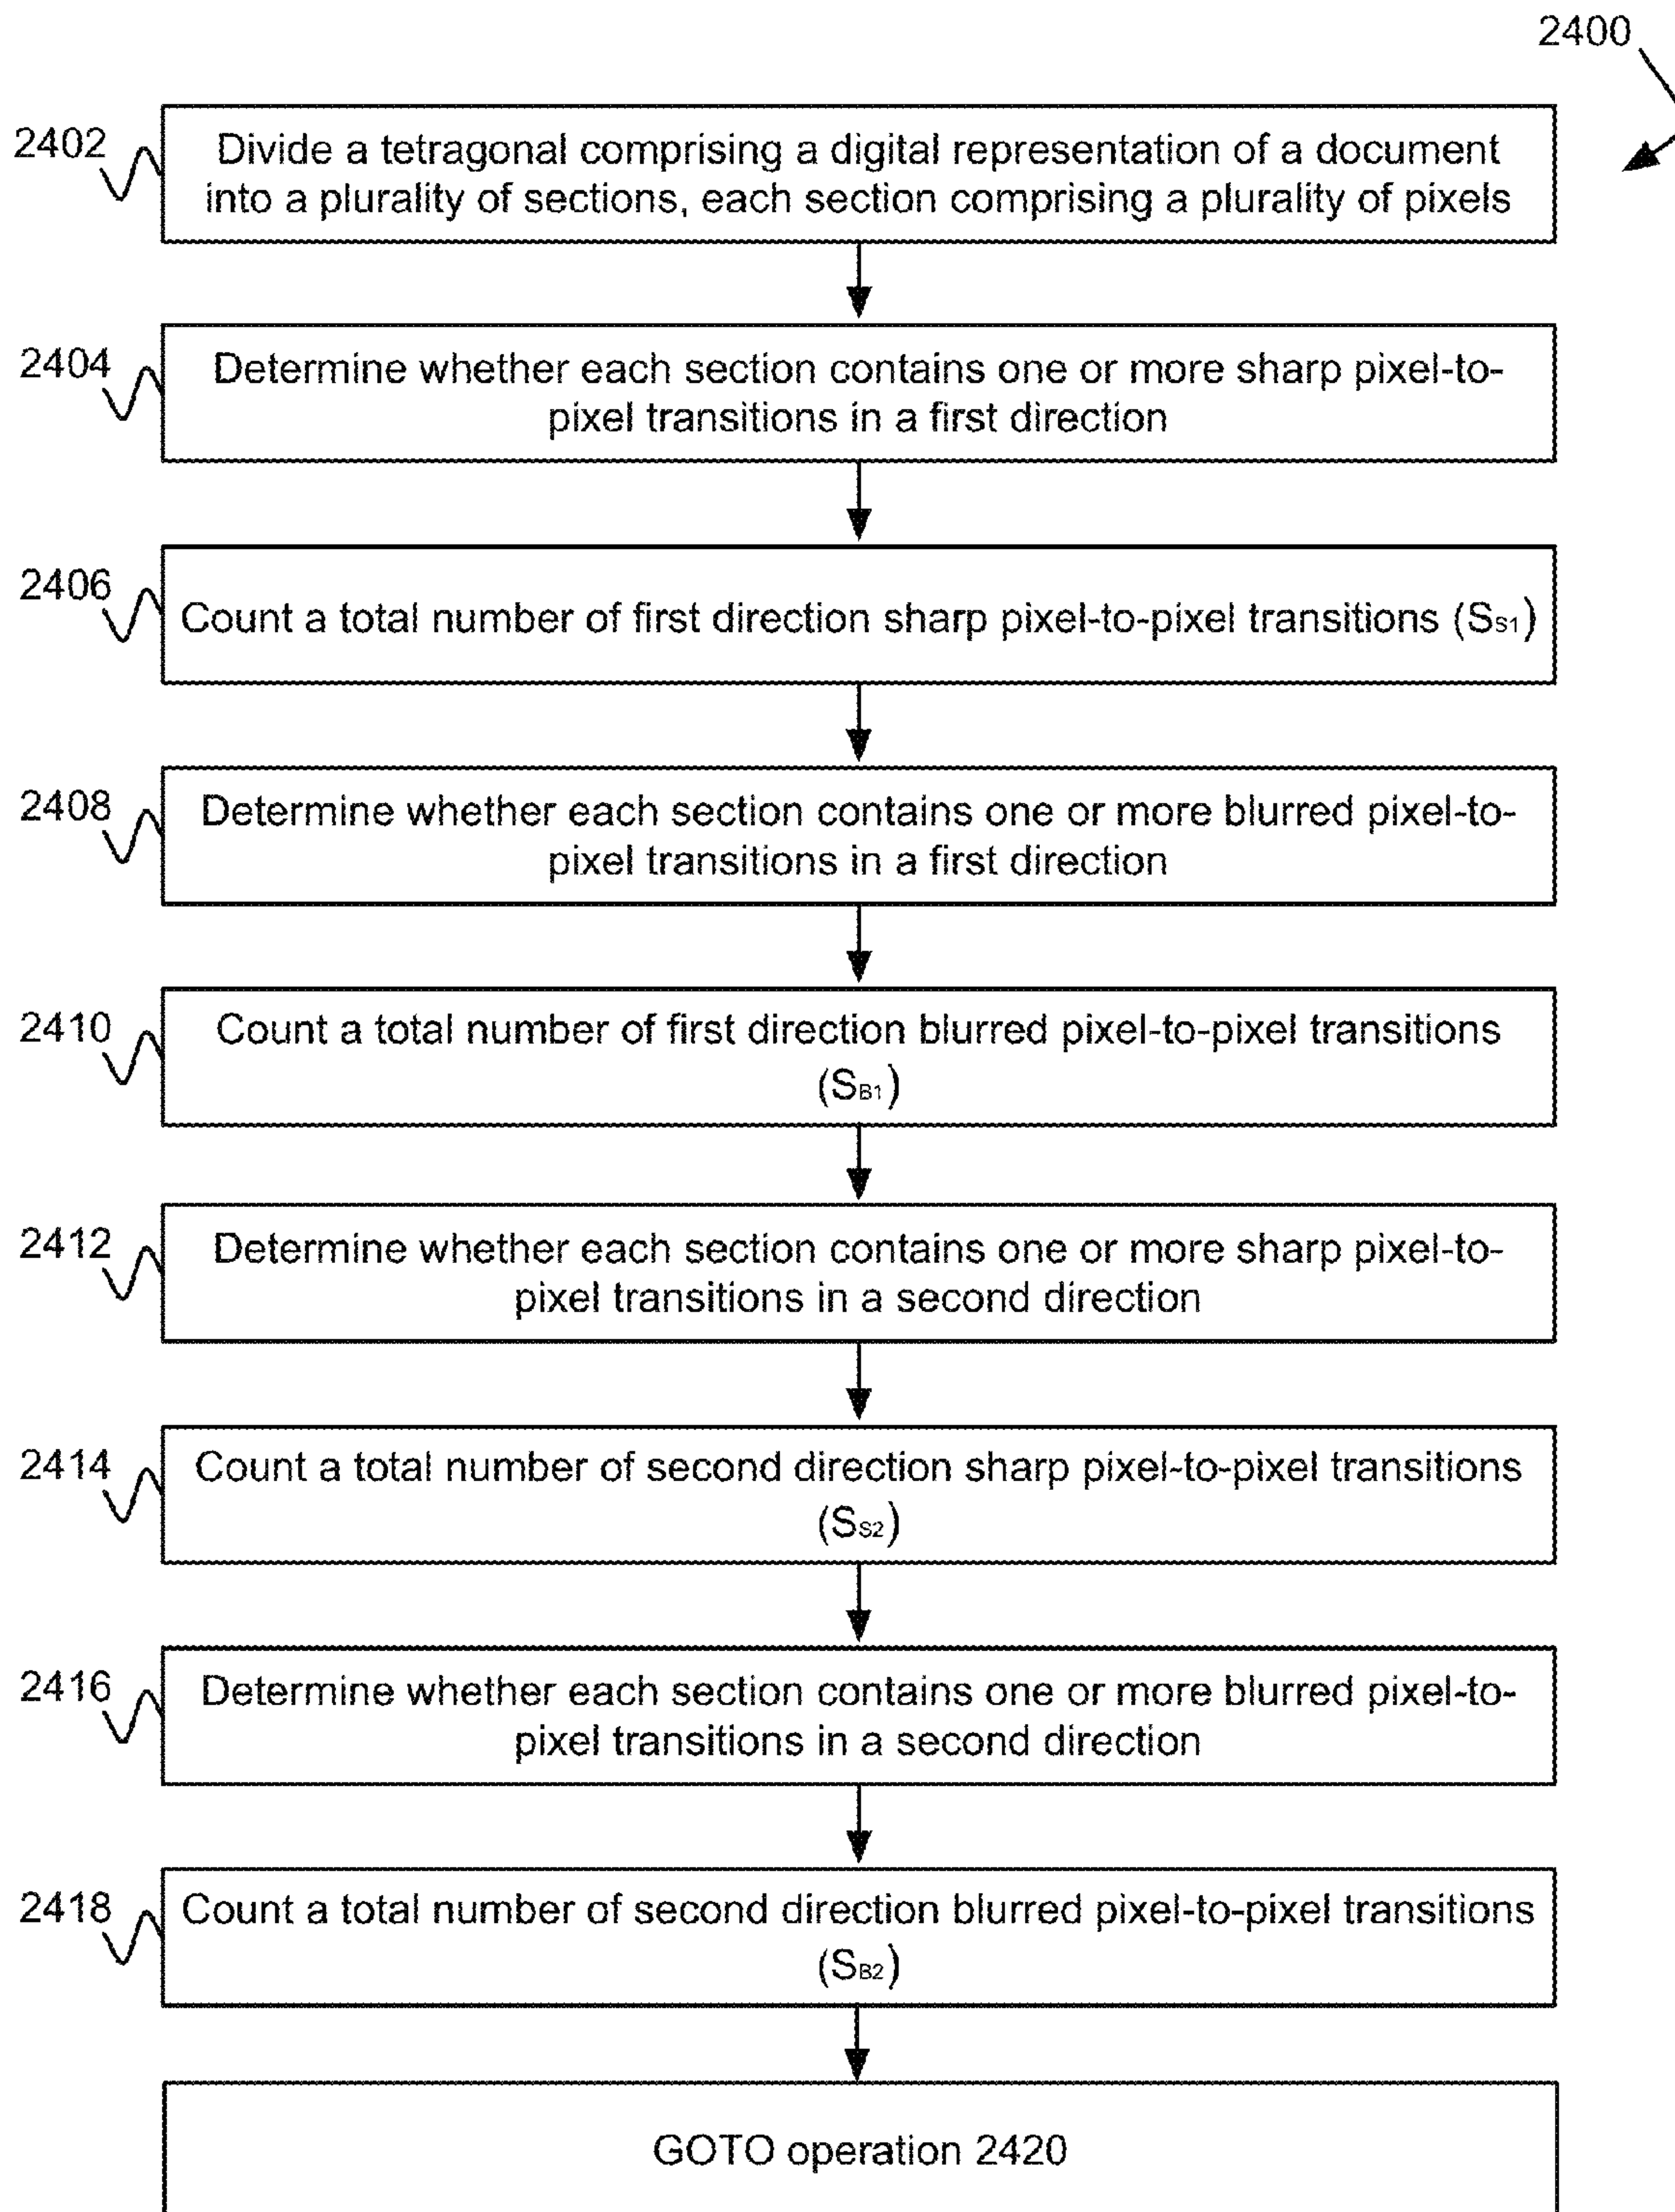 2400
2402
Divide a tetragonal comprising a digital representation of a document
into a plurality of sections, each section comprising a plurality of pixels
2404
Determine whether each section contains one or more sharp pixel-to-
pixel transitions in a first direction
2406
Count a total number of first direction sharp pixel-to-pixel transitions (SS1)
2408
Determine whether each section contains one or more blurred pixel-to-
pixel transitions in a first direction
2410
Count a total number of first direction blurred pixel-to-pixel transitions
(SB1)
2412
Determine whether each section contains one or more sharp pixel-to-
pixel transitions in a second direction
2414
Count a total number of second direction sharp pixel-to-pixel transitions
(SS2)
2416
Determine whether each section contains one or more blurred pixel-to-
pixel transitions in a second direction
2418
Count a total number of second direction blurred pixel-to-pixel transitions
(SB2)
GOTO operation 2420